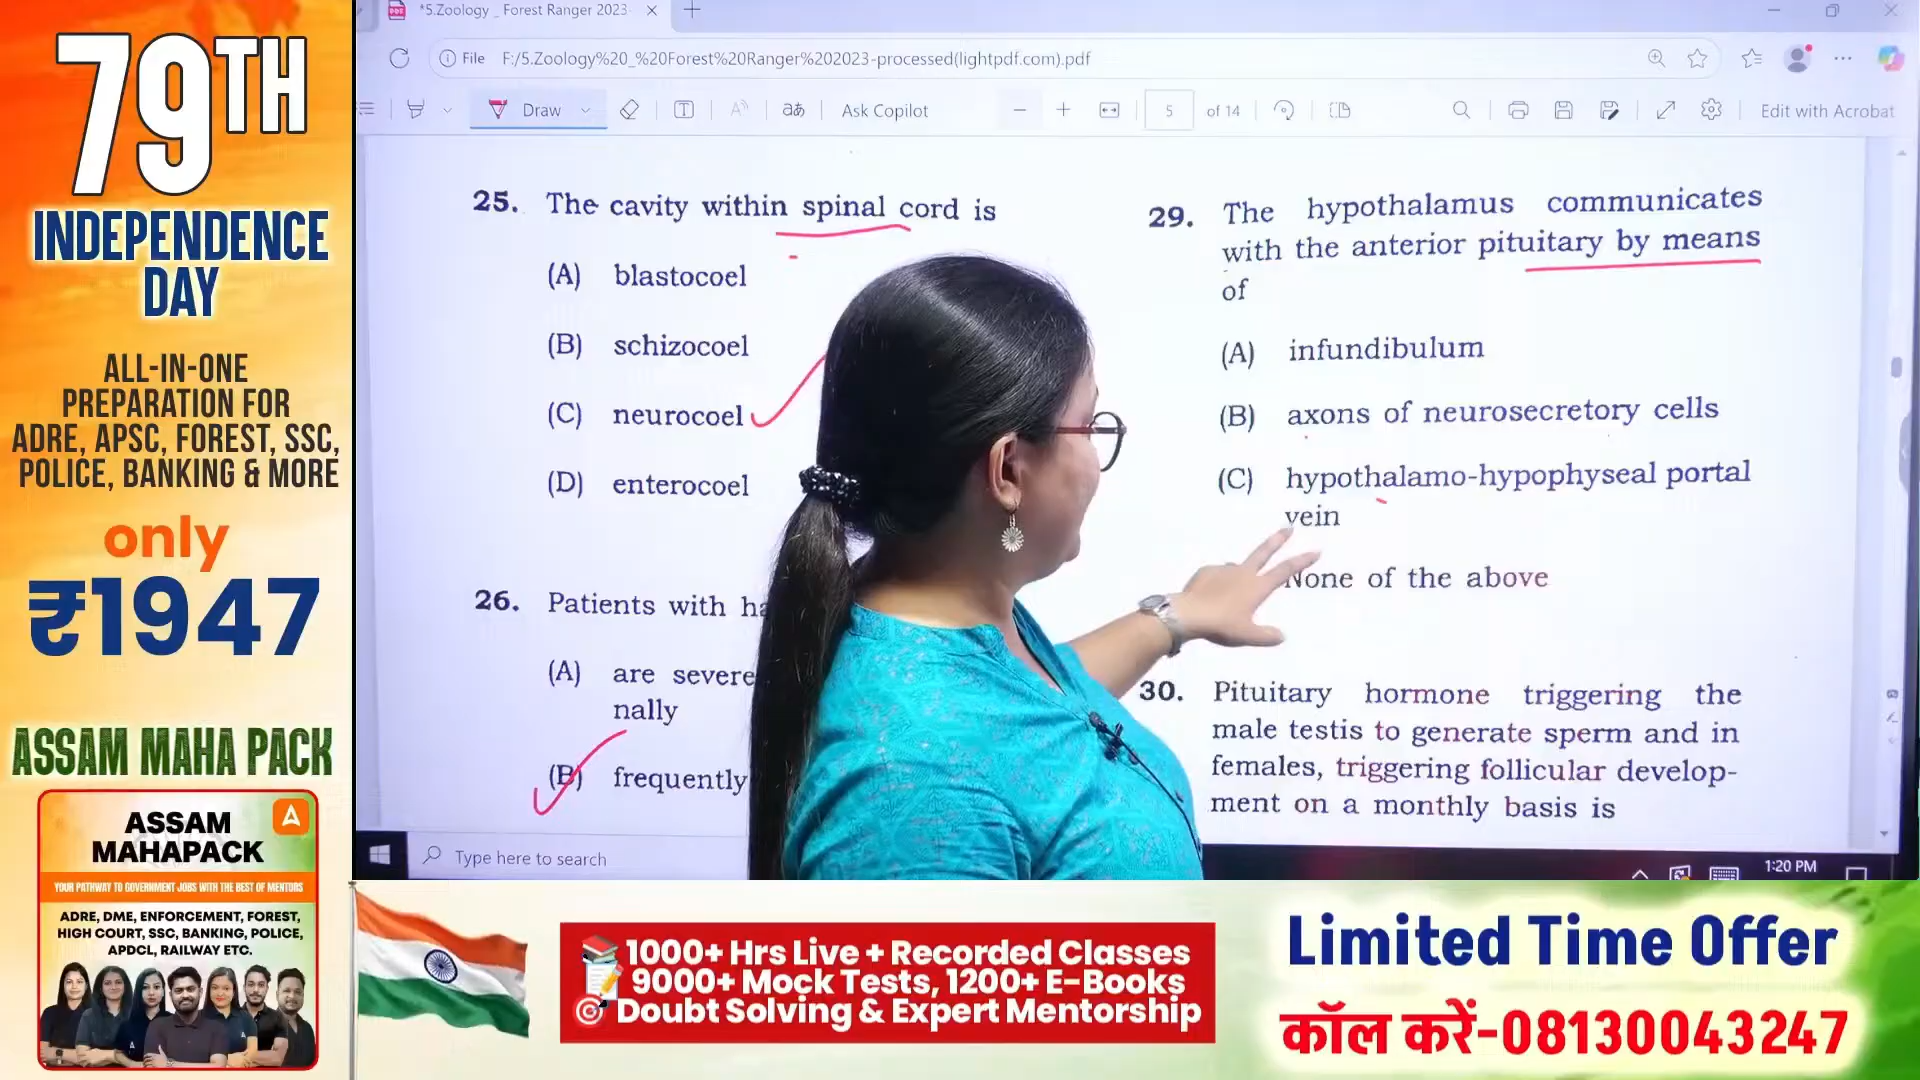 79TH
INDEPENDENCE
DAY
ALL-IN-ONE
PREPARATION FOR
ADRE, APSC, FOREST, SSC,
POLICE, BANKING & MORE
only
₹1947
ASSAM MAHA PACK
ASSAM
MAHAPACK
YOUR PATHWAY TO GOVERNMENT JOBS WITH THE BEST OF MENTORS
ADRE, DME, ENFORCEMENT, FOREST,
HIGH COURT, SSC, BANKING, POLICE,
APDCL, RAILWAY ETC.
*5.Zoology _ Forest Ranger 2023
File F:/5.Zoology%20_%20Forest%20Ranger%202023-processed(lightpdf.com).pdf
Draw
aあ
Ask Copilot
5 of 14
Edit with Acrobat
25. The cavity within spinal cord is
(A) blastocoel
(B) schizocoel
(C) neurocoel
(D) enterocoel
26. Patients with
(A) are severe
nally
(B) frequently
29. The hypothalamus communicates
with the anterior pituitary by means
of
(A) infundibulum
(B) axons of neurosecretory cells
(C) hypothalamo-hypophyseal portal
vein
None of the above
30. Pituitary hormone triggering the
male testis to generate sperm and in
females, triggering follicular develop-
ment on a monthly basis is
Type here to search
1:20 PM
1000+ Hrs Live + Recorded Classes
9000+ Mock Tests, 1200+ E-Books
Doubt Solving & Expert Mentorship
Limited Time Offer
कॉल करें-08130043247